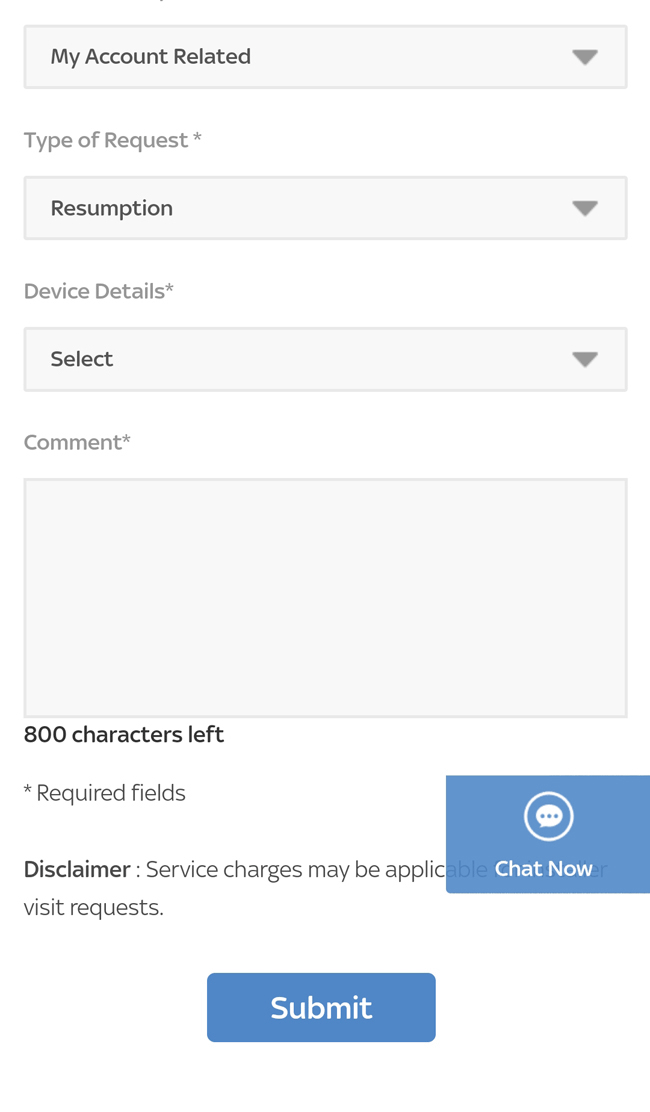 My Account Related
Type of Request *
Resumption
Device Details*
Select
Comment*
800 characters left
* Required fields
Chat Now
Disclaimer : Service charges may be applicable
visit requests.
Submit